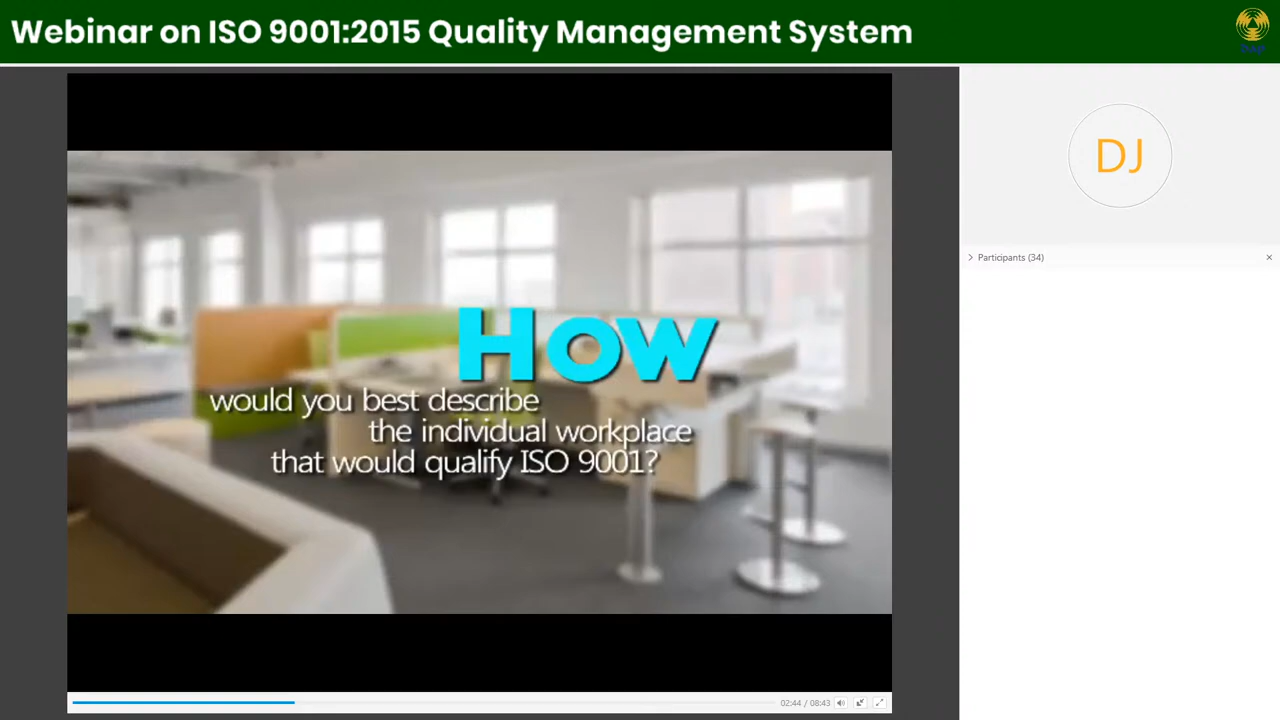 Webinar on ISO 9001:2015 Quality Management System
DJ
Participants (34)
How
would you best describe
the individual workplace
that would qualify ISO 9001?
02:44 / 08:43